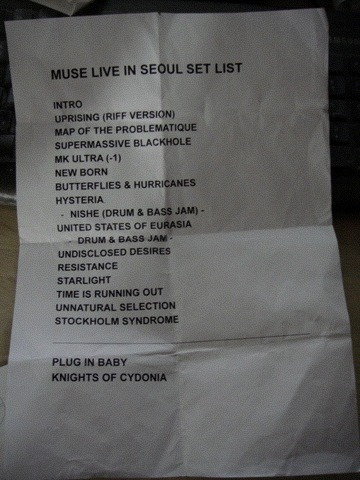 MUSE LIVE IN SEOUL SET LIST
INTRO
UPRISING (RIFF VERSION)
MAP OF THE PROBLEMATIQUE
SUPERMASSIVE BLACKHOLE
MK ULTRA (-1)
NEW BORN
BUTTERFLIES & HURRICANES
HYSTERIA
- NISHE (DRUM & BASS JAM) -
UNITED STATES OF EURASIA
- DRUM & BASS JAM -
UNDISCLOSED DESIRES
RESISTANCE
STARLIGHT
TIME IS RUNNING OUT
UNNATURAL SELECTION
STOCKHOLM SYNDROME
PLUG IN BABY
KNIGHTS OF CYDONIA